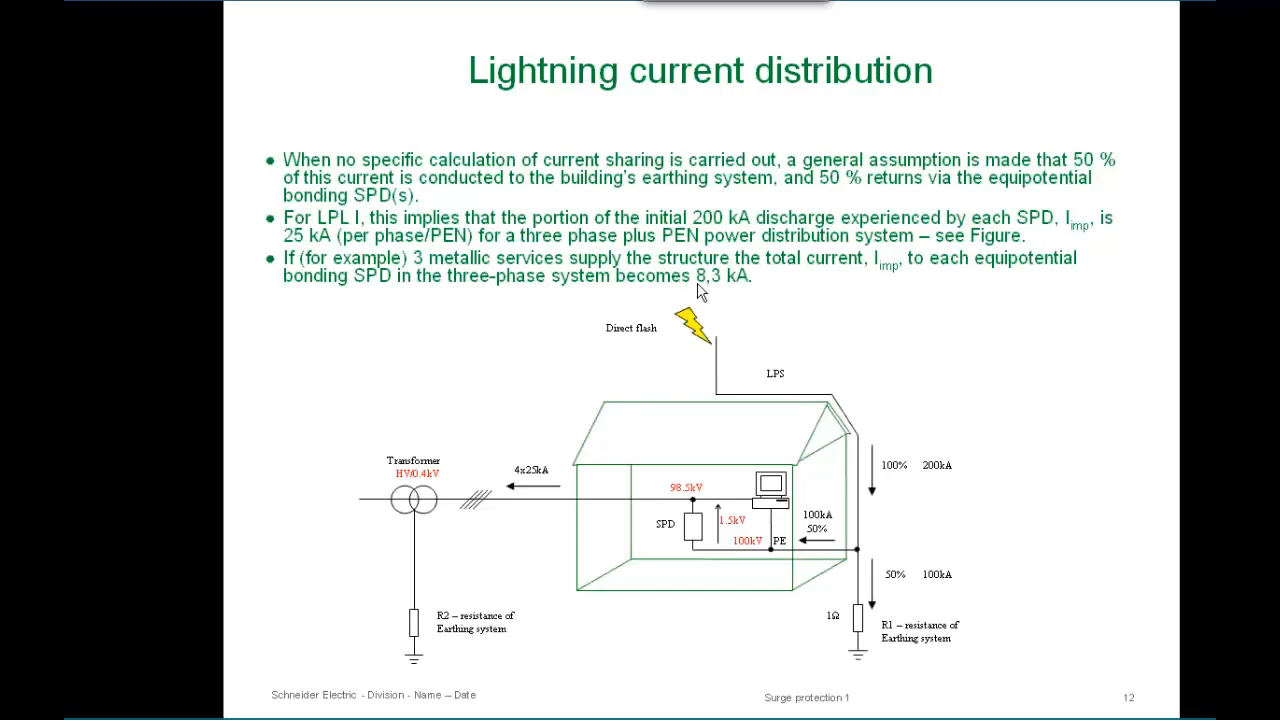 Lightning current distribution
● When no specific calculation of current sharing is carried out, a general assumption is made that 50 %
of this current is conducted to the building's earthing system, and 50 % returns via the equipotential
bonding SPD(s).
● For LPL I, this implies that the portion of the initial 200 kA discharge experienced by each SPD, Iimp, is
25 kA (per phase/PEN) for a three phase plus PEN power distribution system – see Figure.
● If (for example) 3 metallic services supply the structure the total current, Iimp, to each equipotential
bonding SPD in the three-phase system becomes 8,3 kA.
Direct flash
LPS
Transformer
HV/0.4kV
4x25kA
98.5kV
100% 200kA
SPD
1.5kV
100kV
PE
100kA
50%
50% 100kA
R2 – resistance of
Earthing system
1Ω
R1 – resistance of
Earthing system
Schneider Electric - Division - Name – Date
Surge protection 1
12